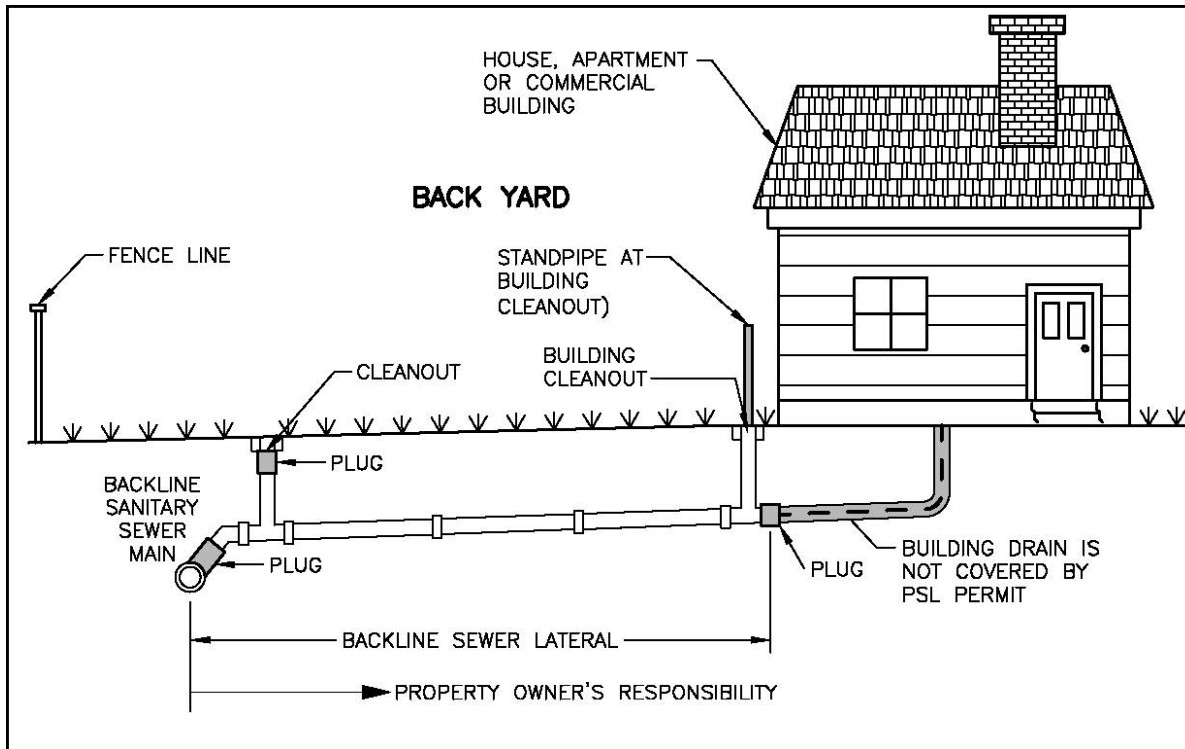 HOUSE, APARTMENT
OR COMMERCIAL
BUILDING
BACK YARD
FENCE LINE
STANDPIPE AT
BUILDING
CLEANOUT)
BUILDING
CLEANOUT
CLEANOUT
PLUG
BACKLINE
SANITARY
SEWER
MAIN
PLUG
PLUG
BUILDING DRAIN IS
NOT COVERED BY
PSL PERMIT
BACKLINE SEWER LATERAL
PROPERTY OWNER'S RESPONSIBILITY